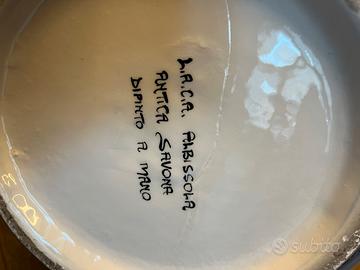 L.A.C.A. ALBISSOLA
ANTICA SAVONA
DIPINTO A MANO
subito